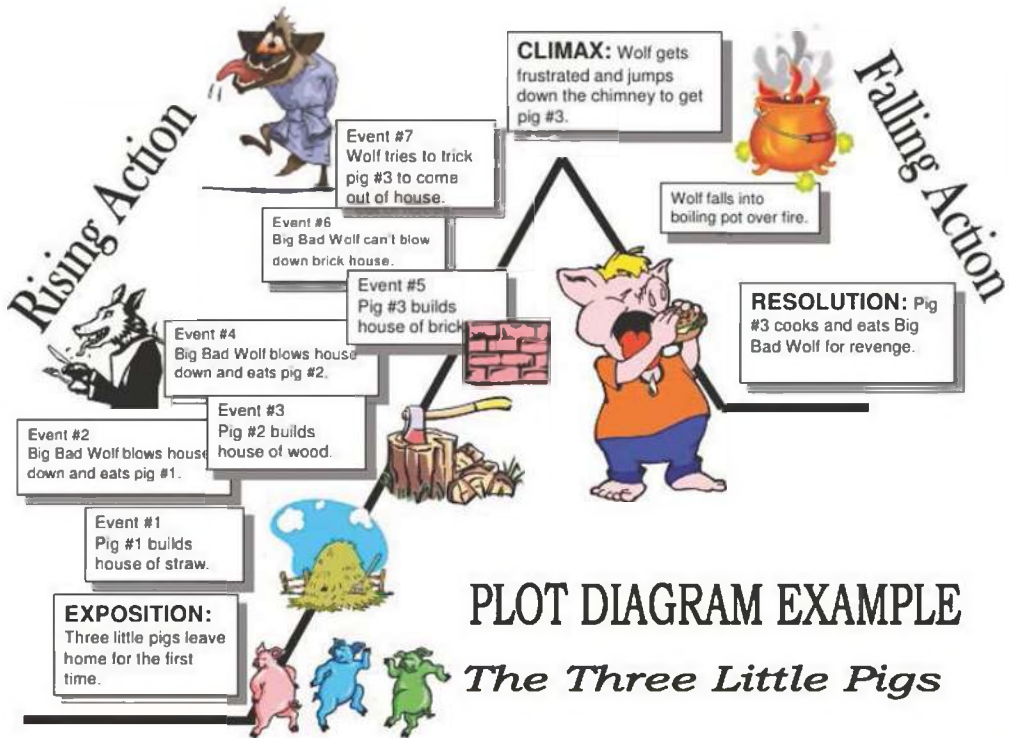 Rising Action
EXPOSITION:
Three little pigs leave
home for the first
time.
Event #1
Pig #1 builds
house of straw.
Event #2
Big Bad Wolf blows house
down and eats pig #1.
Event #3
Pig #2 builds
house of wood.
Event #4
Big Bad Wolf blows house
down and eats pig #2.
Event #5
Pig #3 builds
house of brick
Event #6
Big Bad Wolf can't blow
down brick house.
Event #7
Wolf tries to trick
pig #3 to come
out of house.
CLIMAX: Wolf gets
frustrated and jumps
down the chimney to get
pig #3.
Falling Action
Wolf falls into
boiling pot over fire.
RESOLUTION: Pig
#3 cooks and eats Big
Bad Wolf for revenge.
PLOT DIAGRAM EXAMPLE
The Three Little Pigs